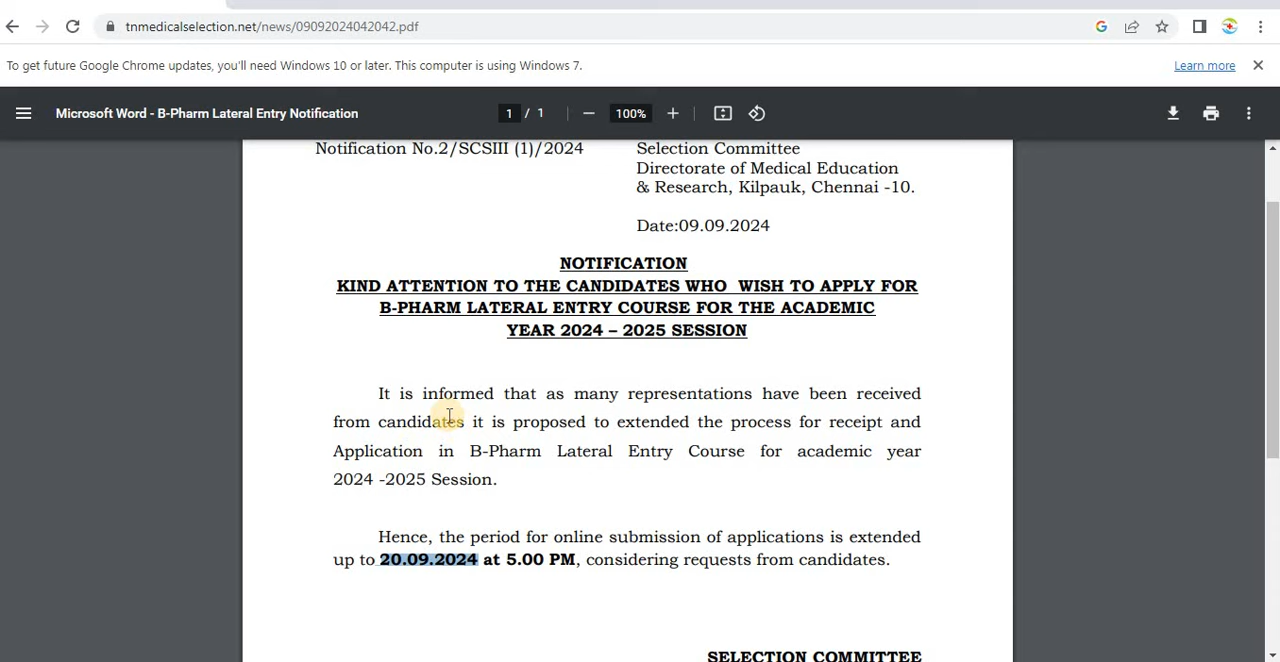 tnmedicalselection.net/news/09092024042042.pdf
To get future Google Chrome updates, you'll need Windows 10 or later. This computer is using Windows 7.
Learn more
Microsoft Word - B-Pharm Lateral Entry Notification
1 / 1
100%
Notification No.2/SCSIII (1)/2024
Selection Committee
Directorate of Medical Education
& Research, Kilpauk, Chennai -10.
Date:09.09.2024
NOTIFICATION
KIND ATTENTION TO THE CANDIDATES WHO WISH TO APPLY FOR
B-PHARM LATERAL ENTRY COURSE FOR THE ACADEMIC
YEAR 2024 – 2025 SESSION
It is informed that as many representations have been received
from candidates it is proposed to extended the process for receipt and
Application in B-Pharm Lateral Entry Course for academic year
2024 -2025 Session.
Hence, the period for online submission of applications is extended
up to 20.09.2024 at 5.00 PM, considering requests from candidates.
SELECTION COMMITTEE